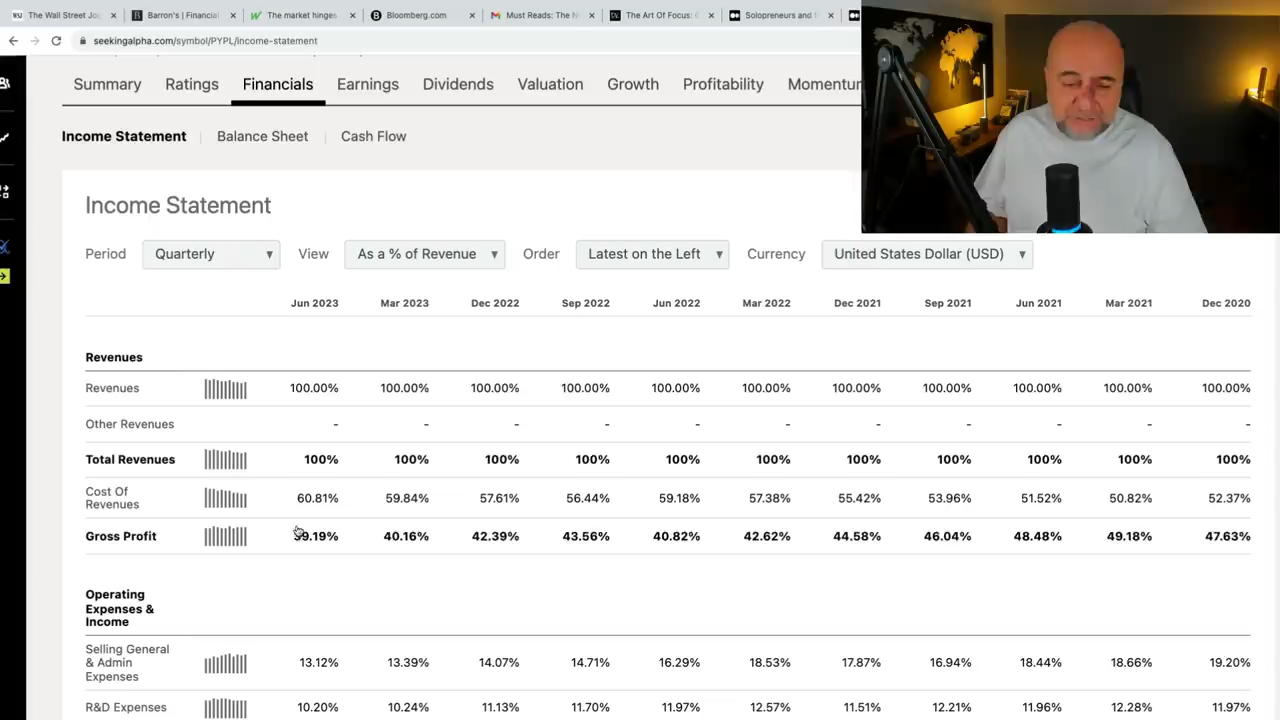 The Wall Street Jo
Barron's | Financial
The market hinges
Bloomberg.com
Must Reads: The N
The Art Of Focus: C
Solopreneurs and
seekingalpha.com/symbol/PYPL/income-statement
Summary Ratings Financials Earnings Dividends Valuation Growth Profitability Momentum
Income Statement | Balance Sheet | Cash Flow
Income Statement
Period Quarterly View As a % of Revenue Order Latest on the Left Currency United States Dollar (USD)
Jun 2023 Mar 2023 Dec 2022 Sep 2022 Jun 2022 Mar 2022 Dec 2021 Sep 2021 Jun 2021 Mar 2021 Dec 2020
Revenues
Revenues 100.00% 100.00% 100.00% 100.00% 100.00% 100.00% 100.00% 100.00% 100.00% 100.00% 100.00%
Other Revenues - - - - - - - - - - -
Total Revenues 100% 100% 100% 100% 100% 100% 100% 100% 100% 100% 100%
Cost Of
Revenues 60.81% 59.84% 57.61% 56.44% 59.18% 57.38% 55.42% 53.96% 51.52% 50.82% 52.37%
Gross Profit 39.19% 40.16% 42.39% 43.56% 40.82% 42.62% 44.58% 46.04% 48.48% 49.18% 47.63%
Operating
Expenses &
Income
Selling General
& Admin
Expenses 13.12% 13.39% 14.07% 14.71% 16.29% 18.53% 17.87% 16.94% 18.44% 18.66% 19.20%
R&D Expenses 10.20% 10.24% 11.13% 11.70% 11.97% 12.57% 11.51% 12.21% 11.96% 12.28% 11.97%